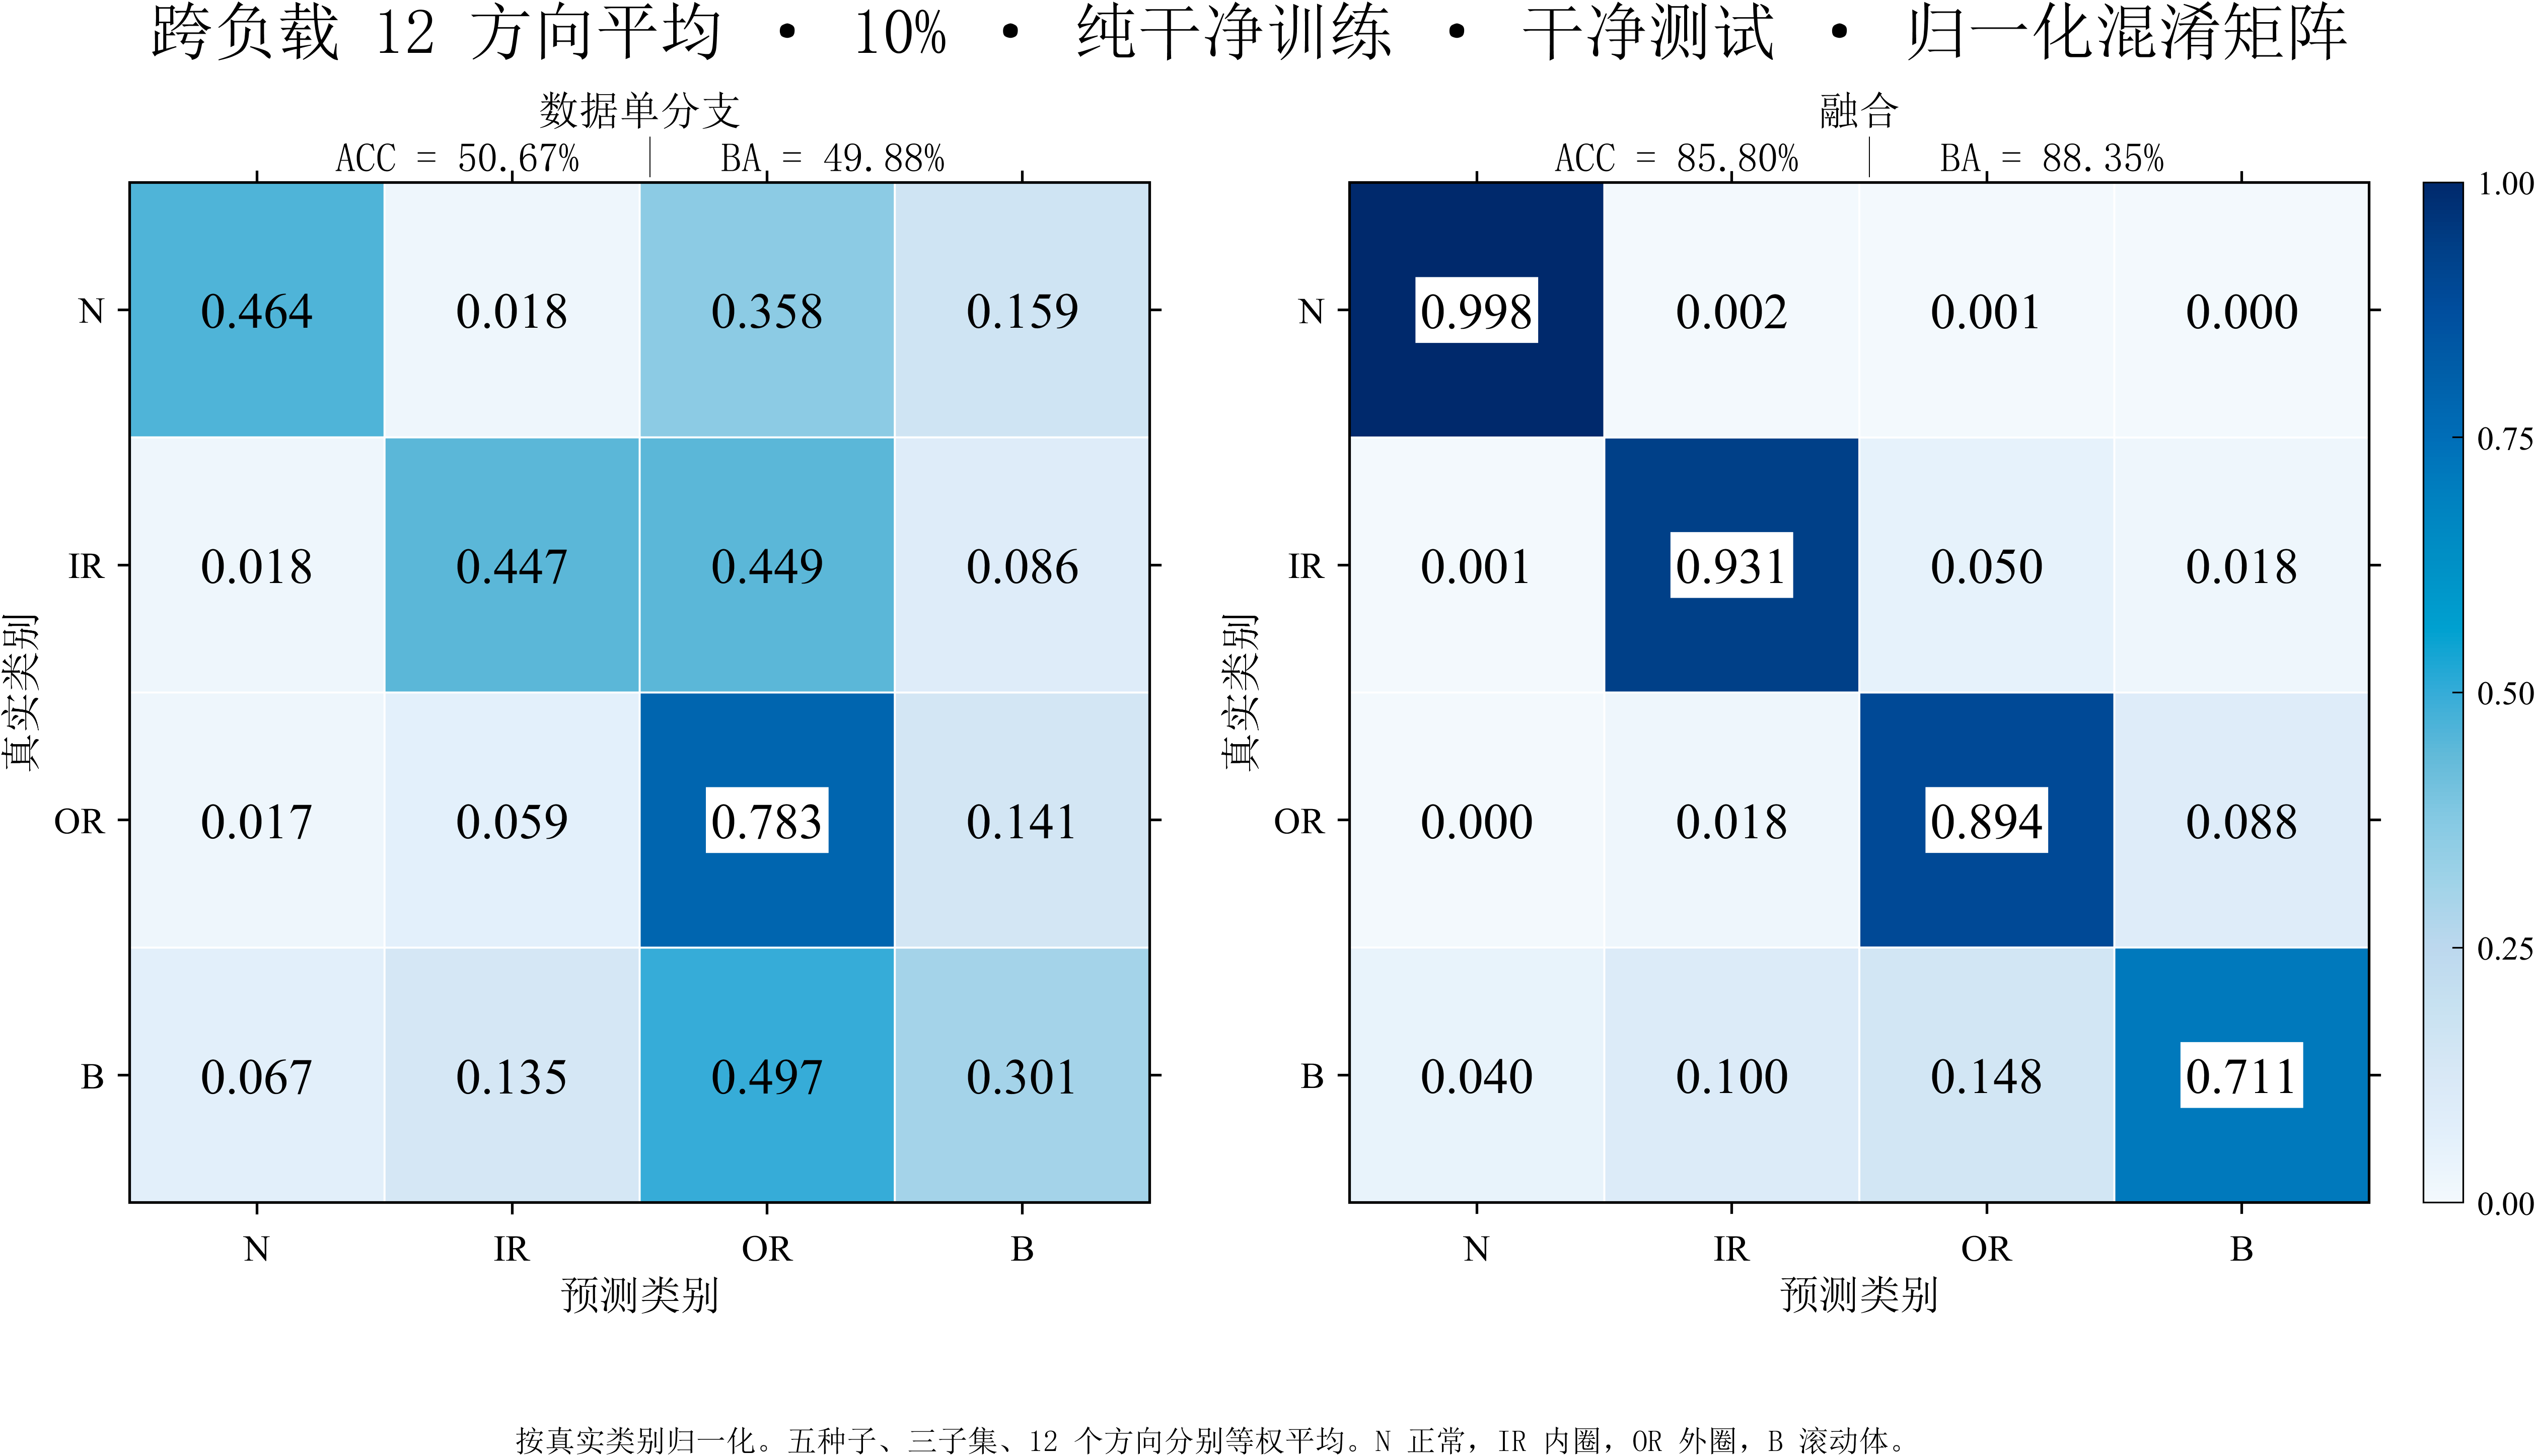 跨负载 12 方向平均 • 10% • 纯干净训练 • 干净测试 • 归一化混淆矩阵
数据单分支
ACC = 50.67% | BA = 49.88%
N 0.464 0.018 0.358 0.159
IR 0.018 0.447 0.449 0.086
OR 0.017 0.059 0.783 0.141
B 0.067 0.135 0.497 0.301
真实类别
N IR OR B
预测类别
融合
ACC = 85.80% | BA = 88.35%
N 0.998 0.002 0.001 0.000
IR 0.001 0.931 0.050 0.018
OR 0.000 0.018 0.894 0.088
B 0.040 0.100 0.148 0.711
真实类别
N IR OR B
预测类别
1.00
0.75
0.50
0.25
0.00
按真实类别归一化。五种子、三子集、12 个方向分别等权平均。N 正常，IR 内圈，OR 外圈，B 滚动体。